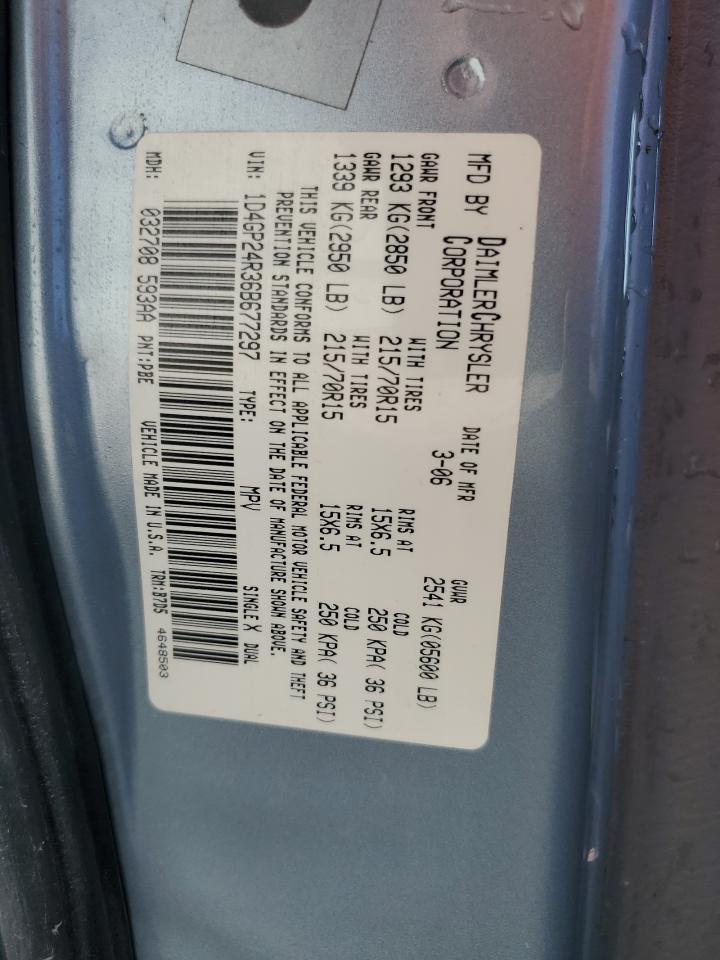 MFD BY DAIMLERCHRYSLER CORPORATION
DATE OF MFR 3-06
GVWR 2541 KG(05600 LB)
GAWR FRONT WITH TIRES RIMS AT COLD
1293 KG(2850 LB) 215/70R15 15X6.5 250 KPA( 36 PSI)
GAWR REAR WITH TIRES RIMS AT COLD
1339 KG(2950 LB) 215/70R15 15X6.5 250 KPA( 36 PSI)
THIS VEHICLE CONFORMS TO ALL APPLICABLE FEDERAL MOTOR VEHICLE SAFETY AND THEFT
PREVENTION STANDARDS IN EFFECT ON THE DATE OF MANUFACTURE SHOWN ABOVE.
VIN: 1D4GP24R36B677297 TYPE: MPV SINGLE X DUAL
MDH: 032708 593AA PNT:PBE VEHICLE MADE IN U.S.A. TRM:B7D5 4648503